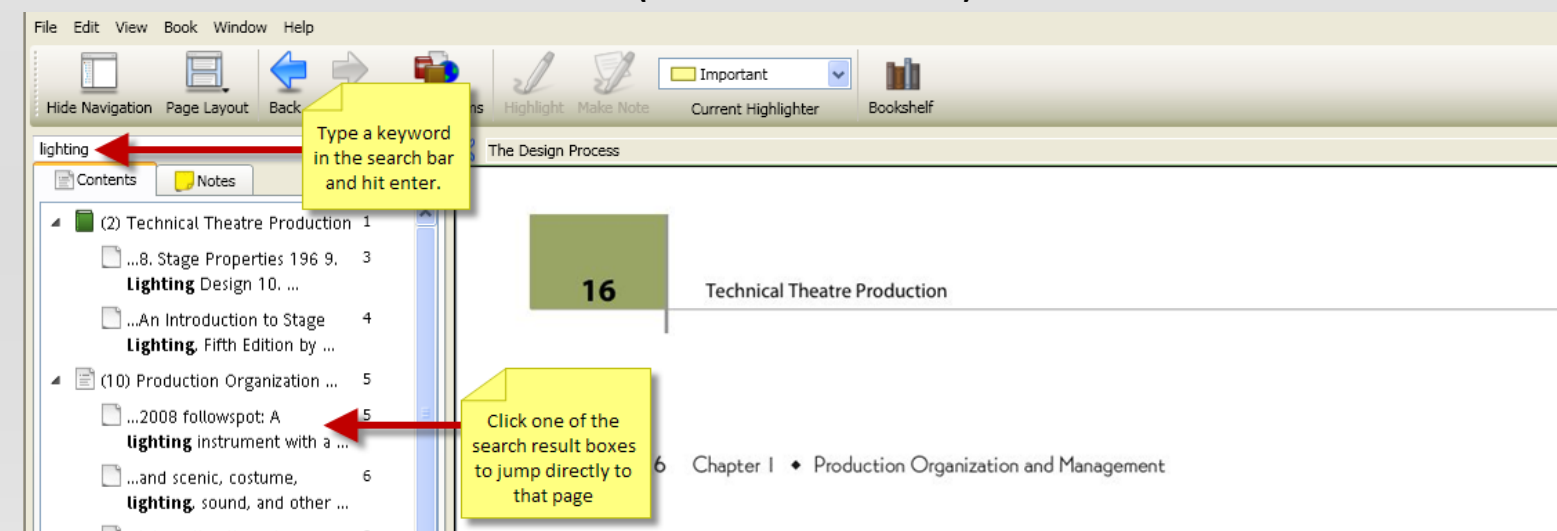 File Edit View Book Window Help
Hide Navigation Page Layout Back ms Highlight Make Note Important Current Highlighter Bookshelf
Type a keyword
in the search bar
and hit enter.
lighting
The Design Process
Contents Notes
(2) Technical Theatre Production 1
...8. Stage Properties 196 9. 3
Lighting Design 10. ...
...An Introduction to Stage 4
Lighting, Fifth Edition by ...
(10) Production Organization ... 5
...2008 followspot: A 5
lighting instrument with a ...
...and scenic, costume, 6
lighting, sound, and other ...
16 Technical Theatre Production
Click one of the
search result boxes
to jump directly to
that page
6 Chapter 1 ◆ Production Organization and Management